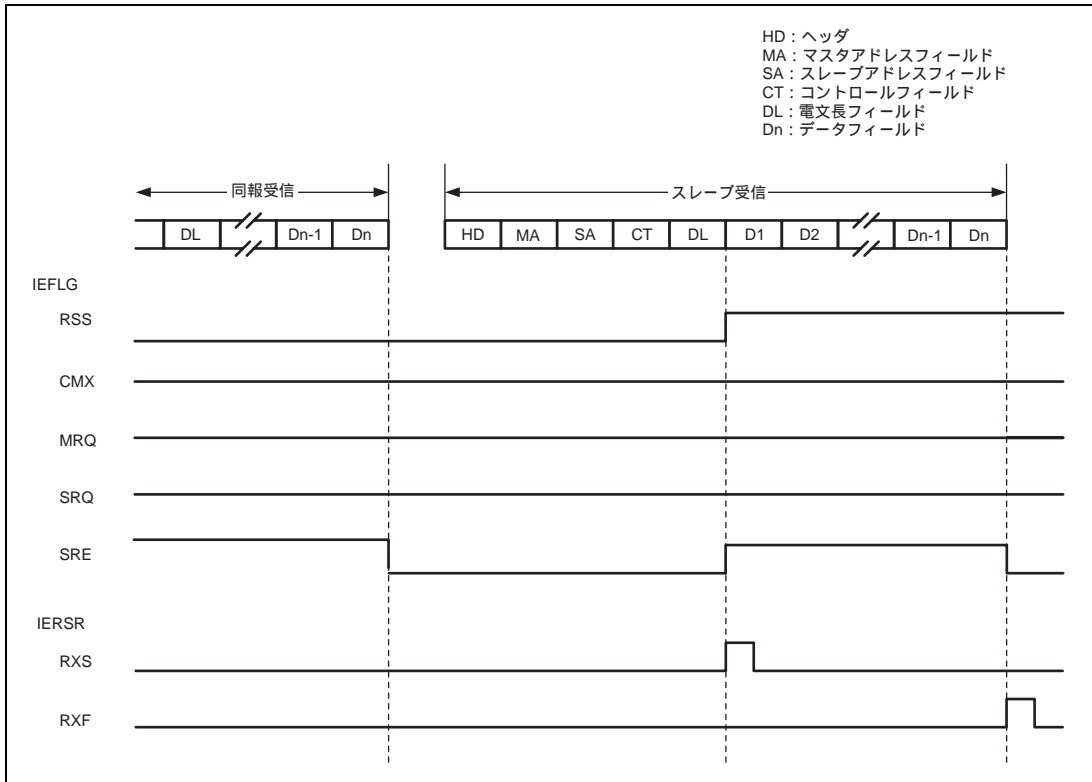 HD：ヘッダ
MA：マスタアドレスフィールド
SA：スレーブアドレスフィールド
CT：コントロールフィールド
DL：電文長フィールド
Dn：データフィールド
同報受信 スレーブ受信
DL Dn-1 Dn HD MA SA CT DL D1 D2 Dn-1 Dn
IEFLG
RSS
CMX
MRQ
SRQ
SRE
IERSR
RXS
RXF